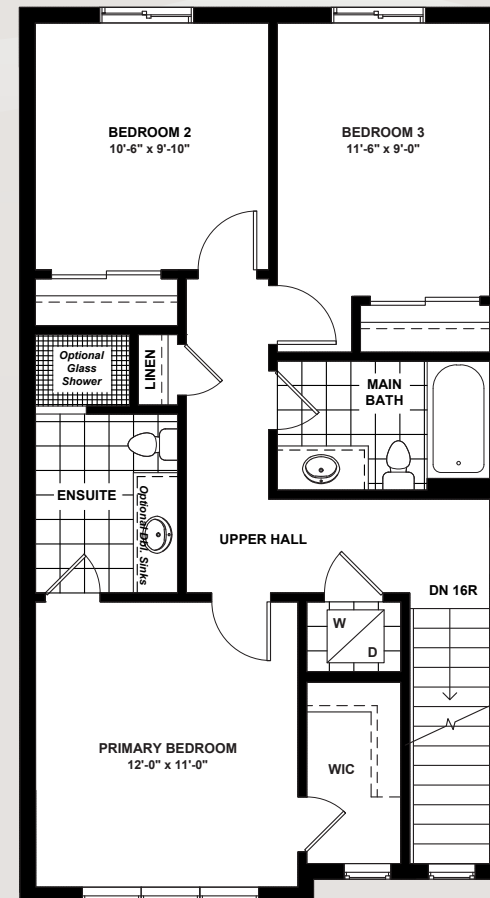 BEDROOM 2
10'-6" x 9'-10"
BEDROOM 3
11'-6" x 9'-0"
Optional
Glass
Shower
LINEN
MAIN
BATH
ENSUITE
Optional Dbl. Sinks
UPPER HALL
DN 16R
W
D
PRIMARY BEDROOM
12'-0" x 11'-0"
WIC